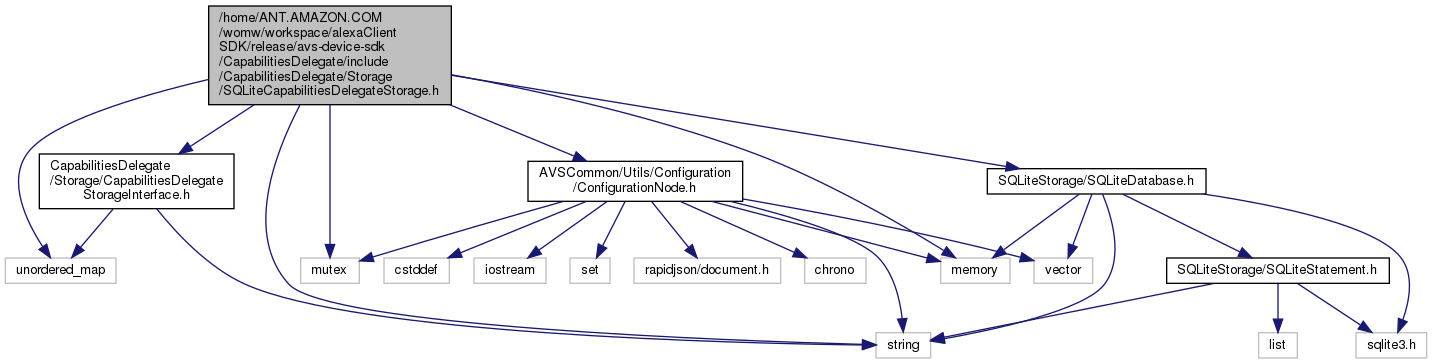 /home/ANT.AMAZON.COM
/womw/workspace/alexaClient
SDK/release/avs-device-sdk
/CapabilitiesDelegate/include
/CapabilitiesDelegate/Storage
/SQLiteCapabilitiesDelegateStorage.h
CapabilitiesDelegate
/Storage/CapabilitiesDelegate
StorageInterface.h
AVSCommon/Utils/Configuration
/ConfigurationNode.h
SQLiteStorage/SQLiteDatabase.h
unordered_map
mutex
cstddef
iostream
set
rapidjson/document.h
chrono
memory
vector
SQLiteStorage/SQLiteStatement.h
string
list
sqlite3.h